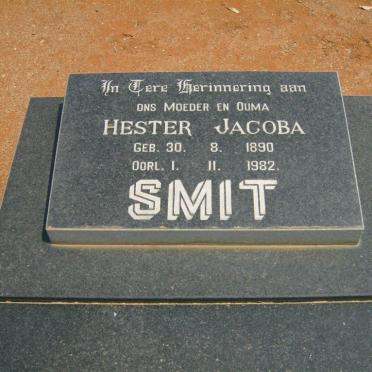 In Tere Herinnering aan
ONS MOEDER EN OUMA
HESTER JACOBA
GEB. 30. 8. 1890
OORL. 1. 11. 1982.
SMIT